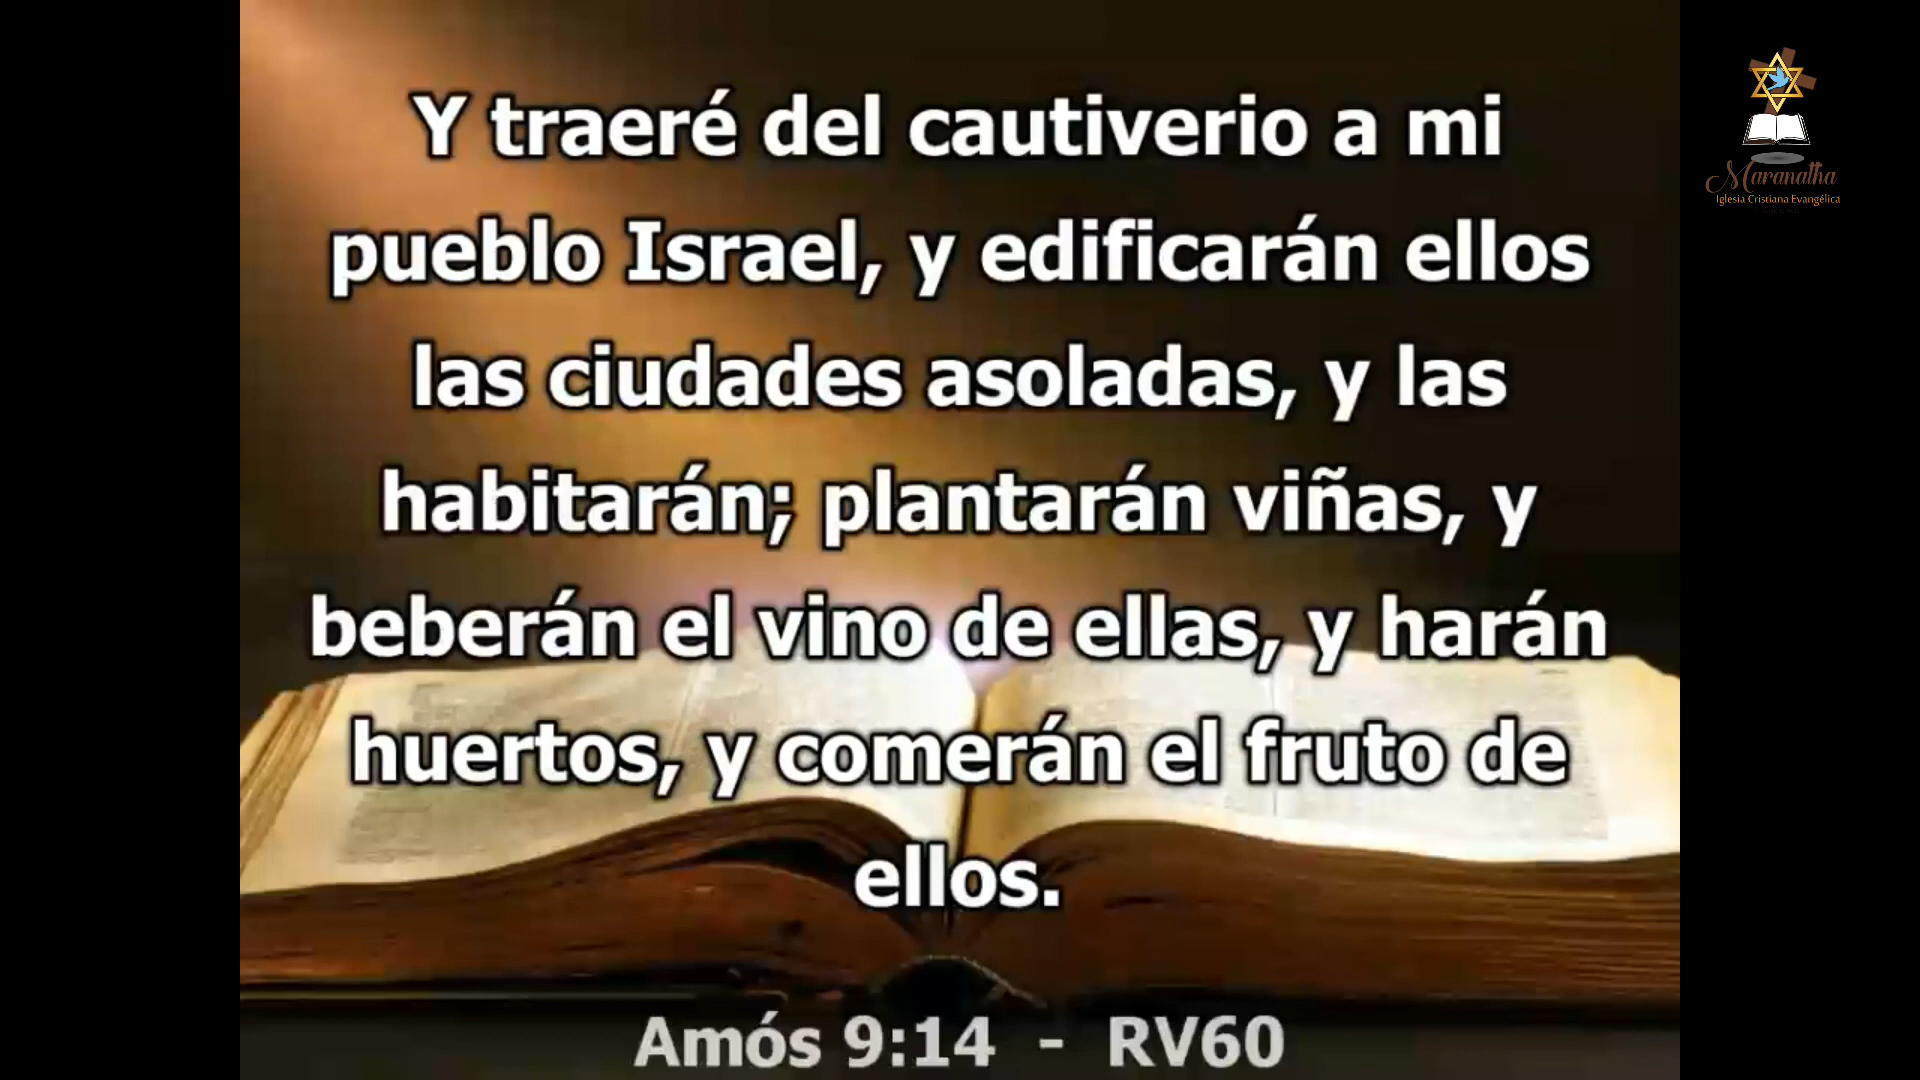 Y traeré del cautiverio a mi
pueblo Israel, y edificarán ellos
las ciudades asoladas, y las
habitarán; plantarán viñas, y
beberán el vino de ellas, y harán
huertos, y comerán el fruto de
ellos.
Amós 9:14 - RV60
Maranatha
Iglesia Cristiana Evangélica